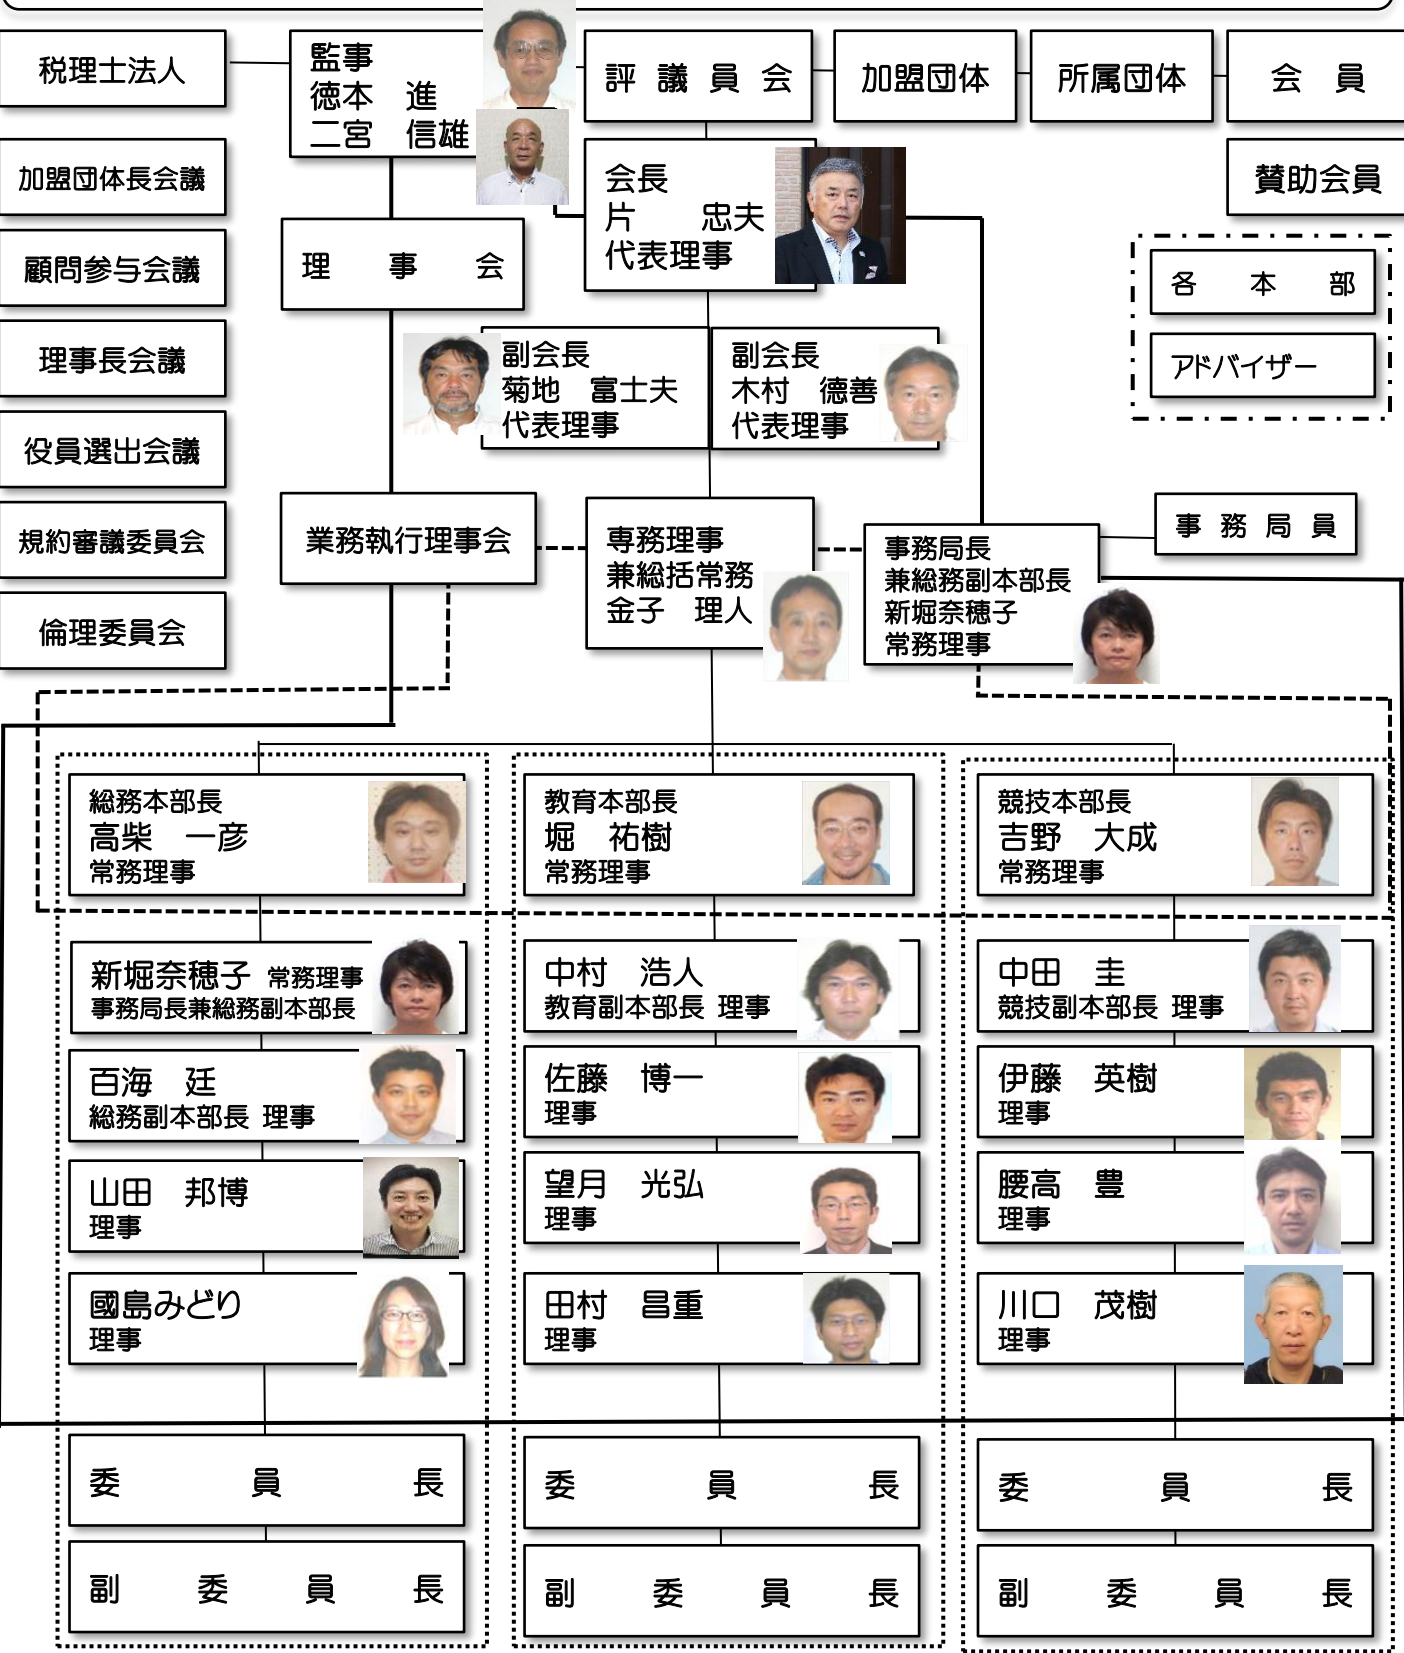 税理士法人
監事
徳本　進
二宮　信雄
評 議 員 会
加盟団体
所属団体
会 員
加盟団体長会議
会長
片　忠夫
代表理事
賛助会員
顧問参与会議
理 事 会
各 本 部
アドバイザー
理事長会議
副会長
菊地　富士夫
代表理事
副会長
木村　德善
代表理事
役員選出会議
規約審議委員会
業務執行理事会
専務理事
兼総括常務
金子　理人
事務局長
兼総務副本部長
新堀奈穂子
常務理事
事 務 局 員
倫理委員会
総務本部長
高柴　一彦
常務理事
教育本部長
堀　祐樹
常務理事
競技本部長
吉野　大成
常務理事
新堀奈穂子 常務理事
事務局長兼総務副本部長
中村　浩人
教育副本部長 理事
中田　圭
競技副本部長 理事
百海　廷
総務副本部長 理事
佐藤　博一
理事
伊藤　英樹
理事
山田　邦博
理事
望月　光弘
理事
腰高　豊
理事
國島みどり
理事
田村　昌重
理事
川口　茂樹
理事
委 員 長
委 員 長
委 員 長
副 委 員 長
副 委 員 長
副 委 員 長